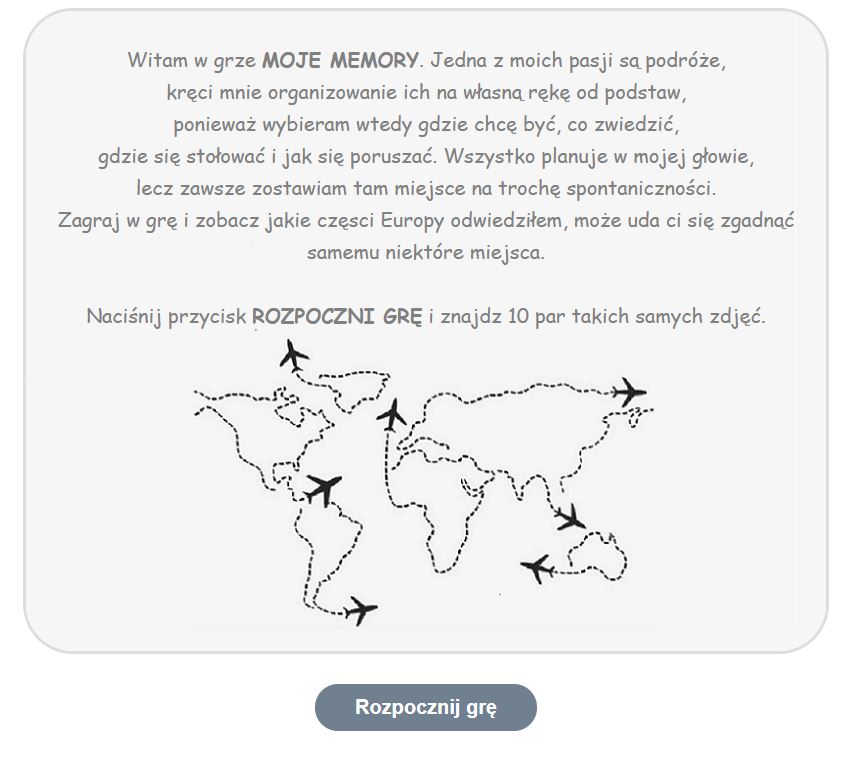 Witam w grze MOJE MEMORY. Jedna z moich pasji są podróże,
kręci mnie organizowanie ich na własną rękę od podstaw,
ponieważ wybieram wtedy gdzie chcę być, co zwiedzić,
gdzie się stołować i jak się poruszać. Wszystko planuje w mojej głowie,
lecz zawsze zostawiam tam miejsce na trochę spontaniczności.
Zagraj w grę i zobacz jakie częsci Europy odwiedziłem, może uda ci się zgadnąć
samemu niektóre miejsca.
Naciśnij przycisk ROZPOCZNI GRĘ i znajdz 10 par takich samych zdjęć.
Rozpocznij grę